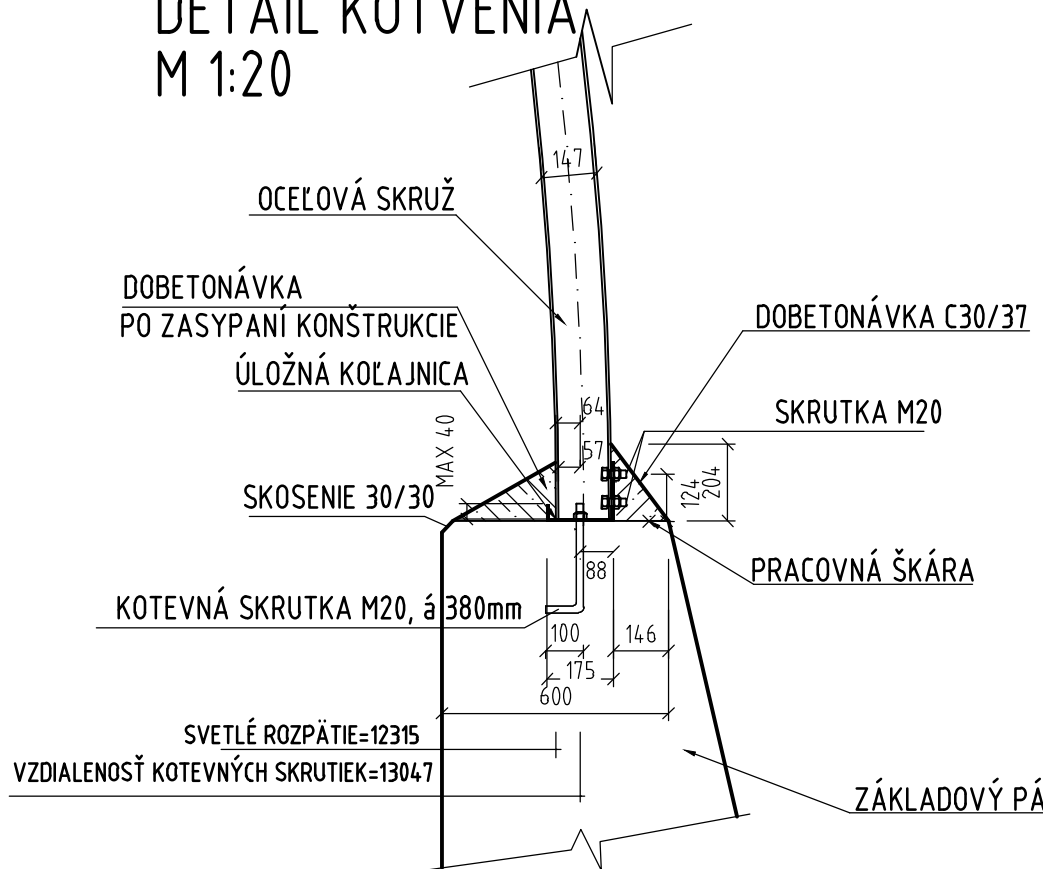 DETAIL KOTVENIA
M 1:20
147
OCEĽOVÁ SKRUŽ
DOBETONÁVKA
PO ZASYPANÍ KONŠTRUKCIE
DOBETONÁVKA C30/37
ÚLOŽNÁ KOĽAJNICA
64
SKRUTKA M20
MAX 40
57
SKOSENIE 30/30
124
204
88
PRACOVNÁ ŠKÁRA
KOTEVNÁ SKRUTKA M20, á 380mm
100
146
175
600
SVETLÉ ROZPÄTIE=12315
VZDIALENOSŤ KOTEVNÝCH SKRUTIEK=13047
ZÁKLADOVÝ PÁ